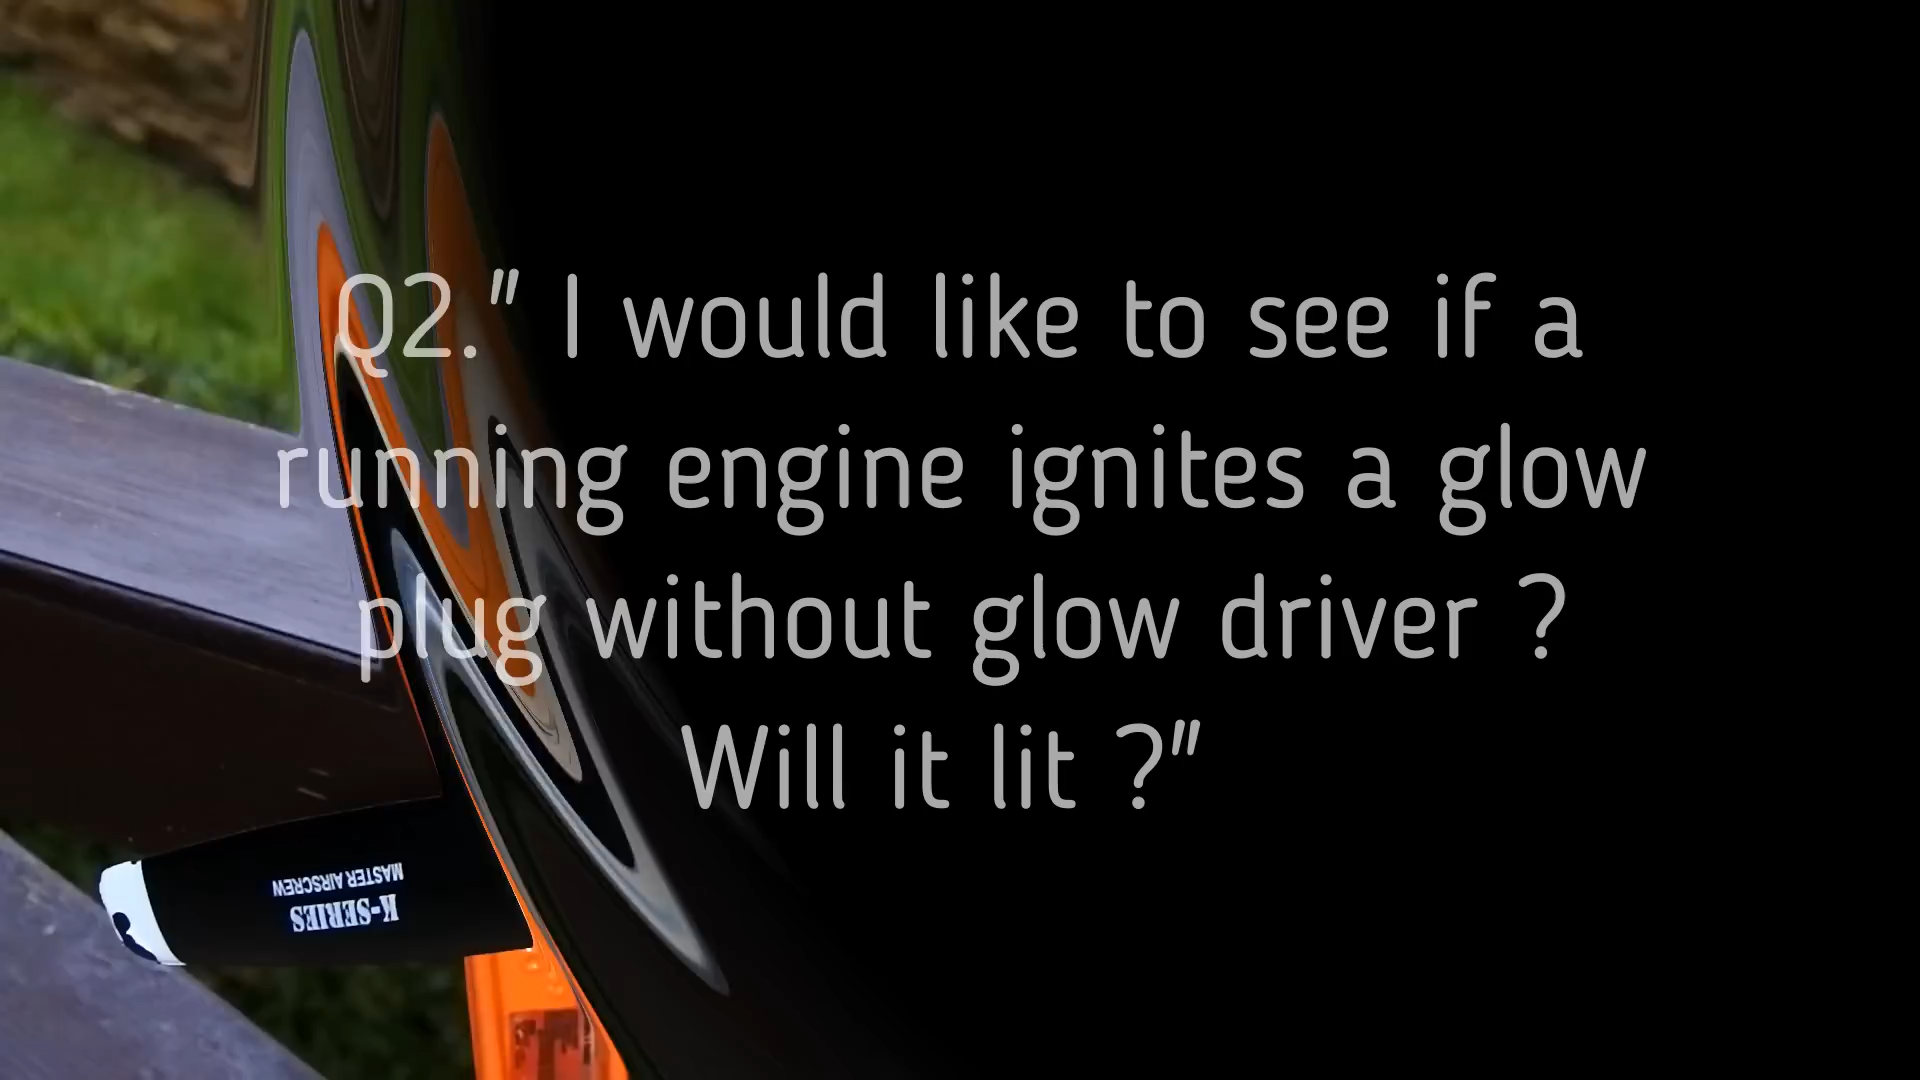 Q2." I would like to see if a
running engine ignites a glow
plug without glow driver ?
Will it lit ?"
K-SERIES
MASTER AIRSCREW